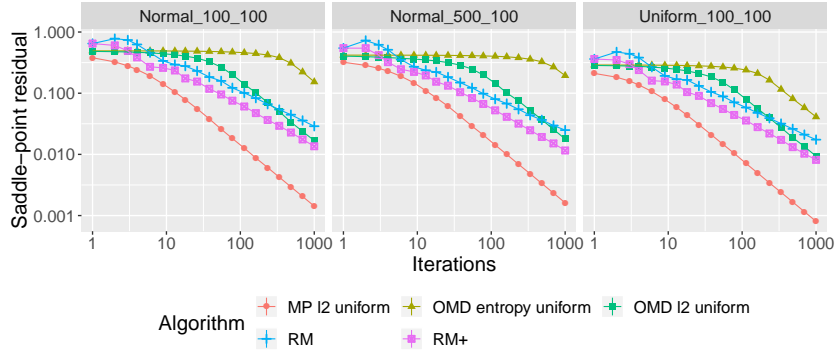 Normal_100_100 Normal_500_100 Uniform_100_100
Saddle-point residual
1.000
0.100
0.010
0.001
1 10 100 1000 1 10 100 1000 1 10 100 1000
Iterations
Algorithm
MP l2 uniform OMD entropy uniform OMD l2 uniform
RM RM+